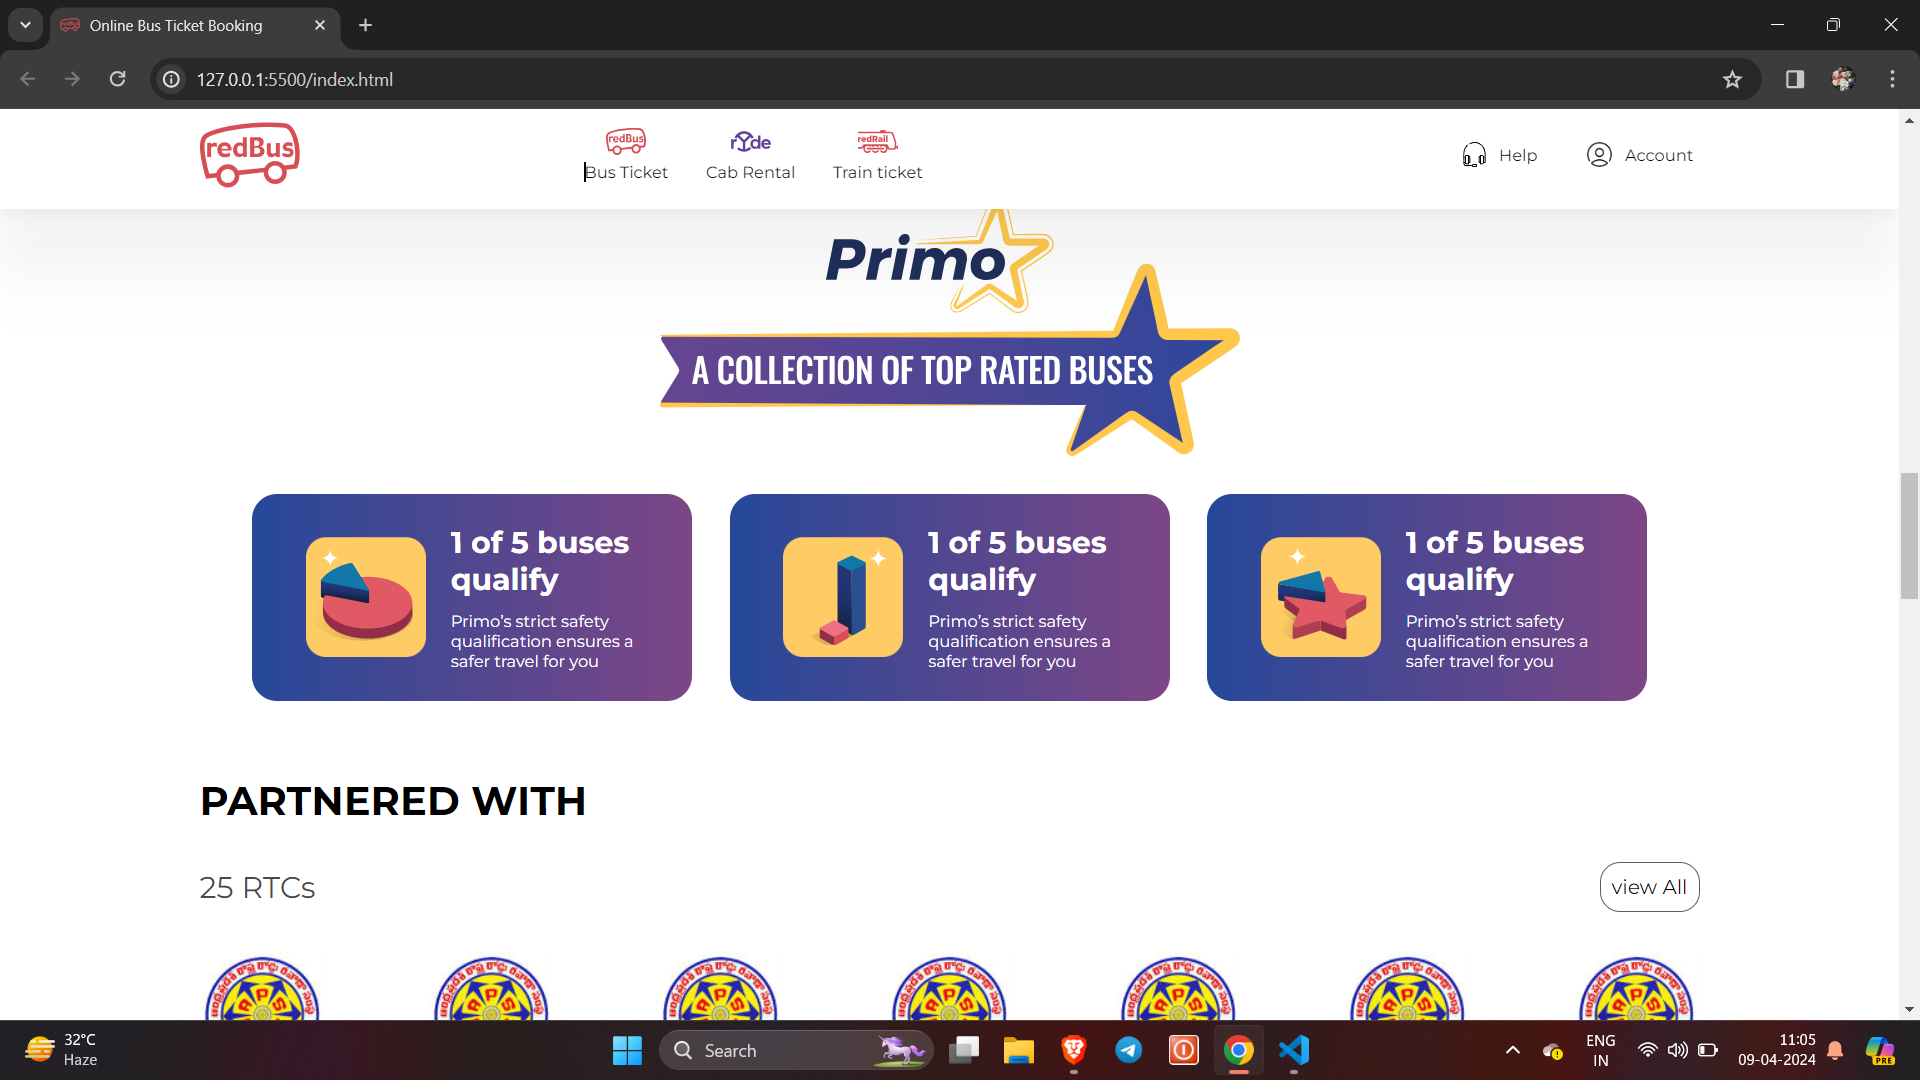 Online Bus Ticket Booking
127.0.0.1:5500/index.html
redBus
redBus
rYde
redRail
Bus Ticket
Cab Rental
Train ticket
Help
Account
Primo
A COLLECTION OF TOP RATED BUSES
1 of 5 buses
qualify
Primo’s strict safety
qualification ensures a
safer travel for you
1 of 5 buses
qualify
Primo’s strict safety
qualification ensures a
safer travel for you
1 of 5 buses
qualify
Primo’s strict safety
qualification ensures a
safer travel for you
PARTNERED WITH
25 RTCs
view All
32°C
Haze
Search
ENG
IN
11:05
09-04-2024
PRE